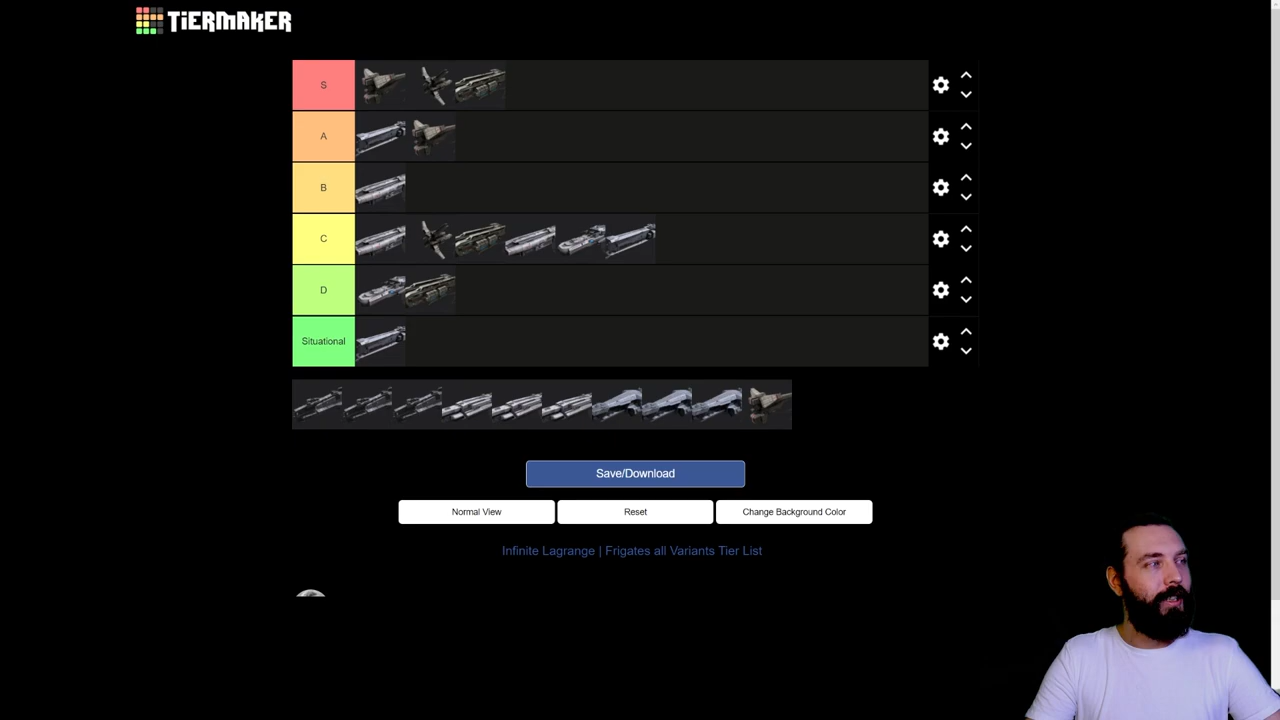 TiERMAKER
S
A
B
C
D
Situational
Save/Download
Normal View
Reset
Change Background Color
Infinite Lagrange | Frigates all Variants Tier List